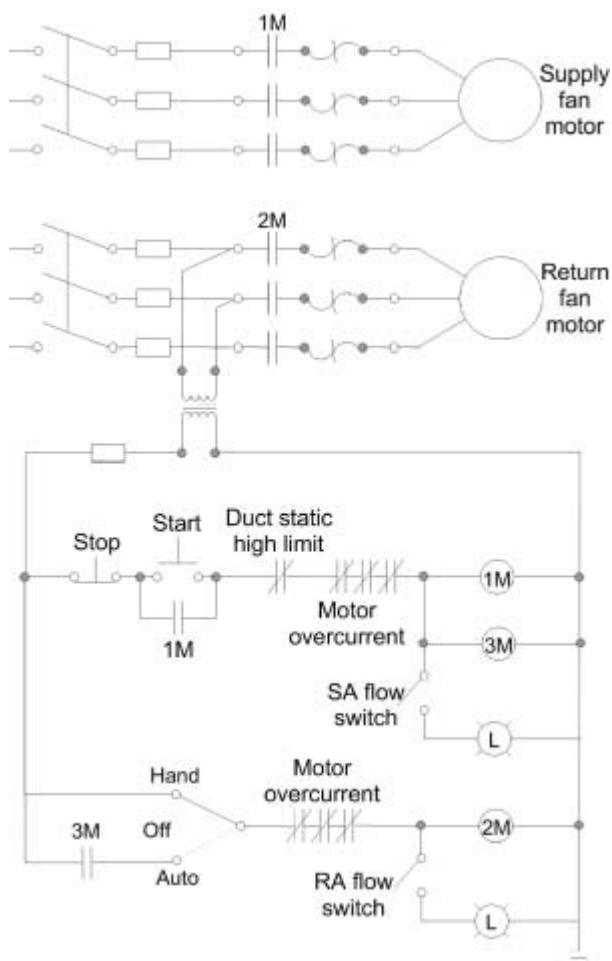 1M
Supply
fan
motor
2M
Return
fan
motor
Start
Duct static
high limit
Stop
1M
Motor
overcurrent
1M
3M
SA flow
switch
L
Hand
Motor
overcurrent
3M
Off
2M
Auto
RA flow
switch
L